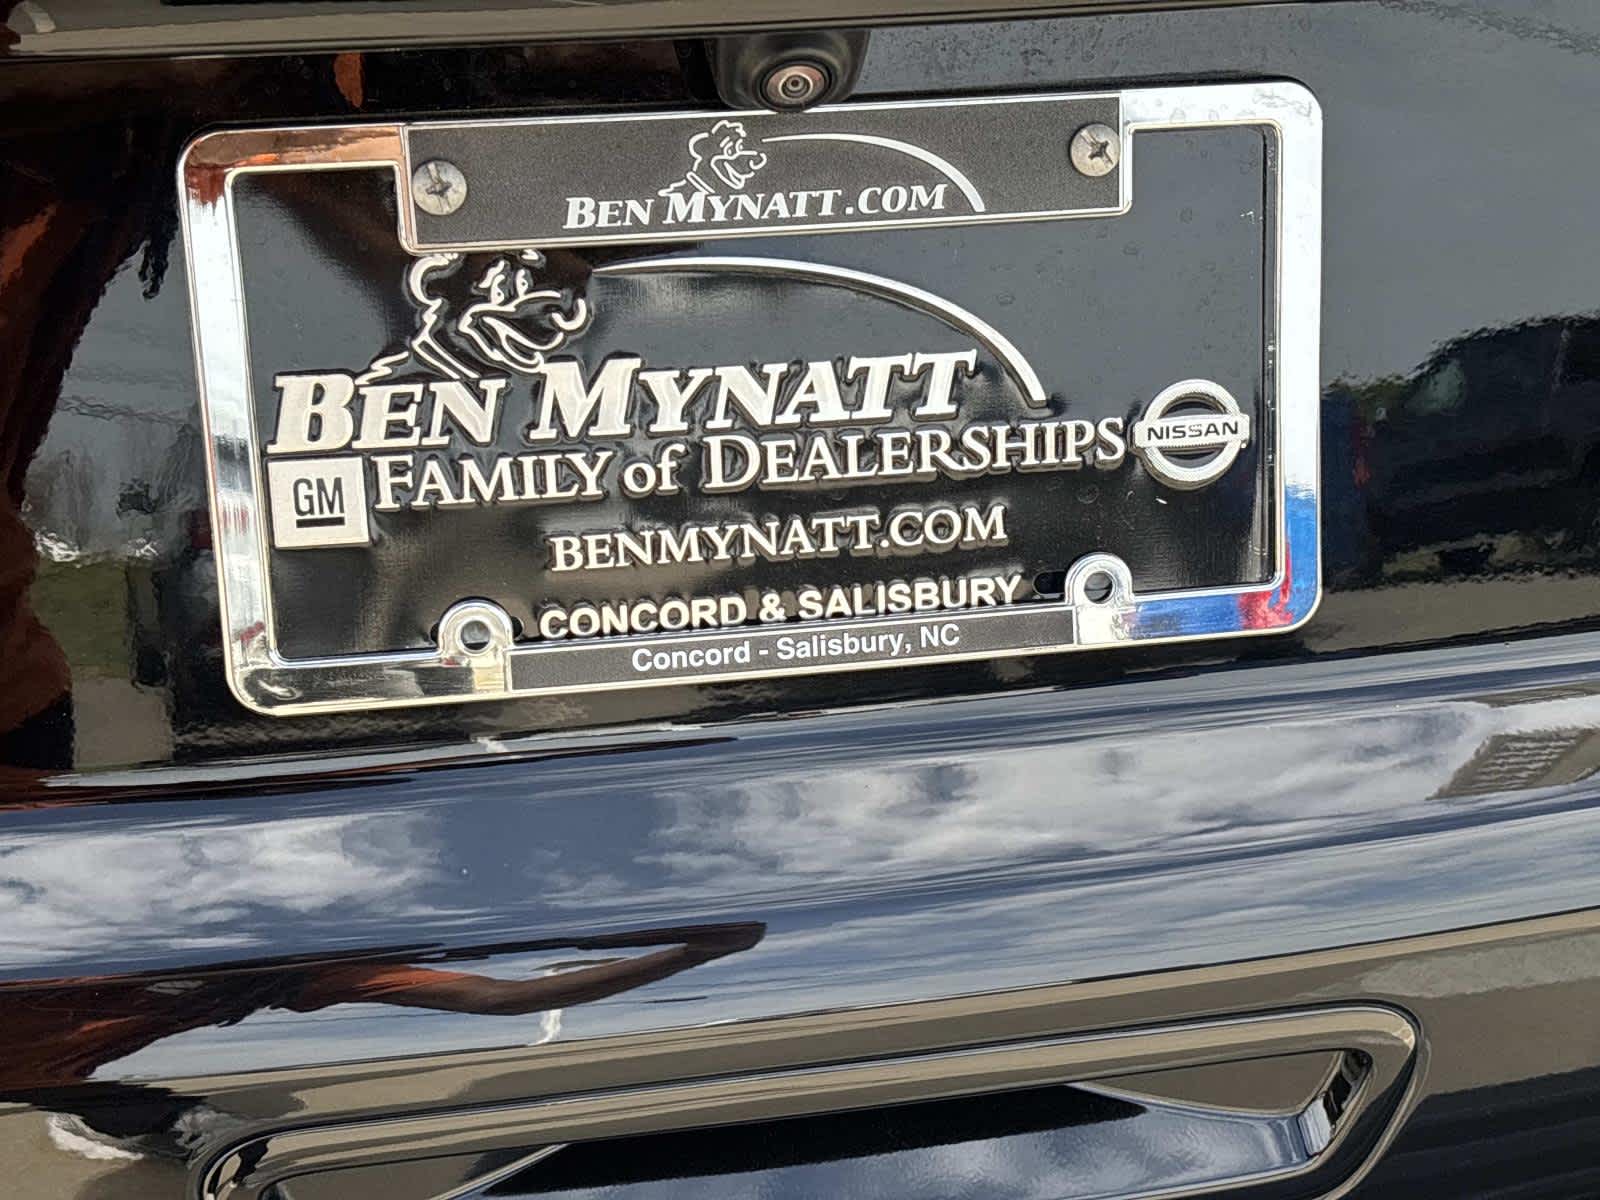 BEN MYNATT.COM
BEN MYNATT
GM FAMILY of DEALERSHIPS NISSAN
BENMYNATT.COM
CONCORD & SALISBURY
Concord - Salisbury, NC